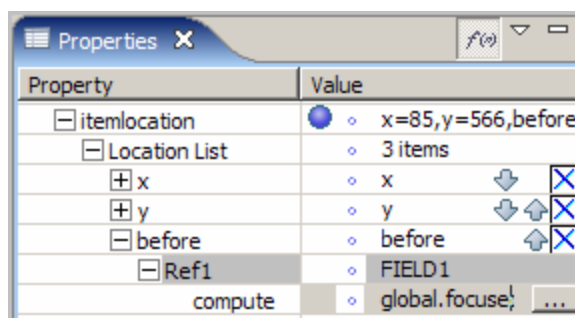 Properties
f(n)
Property Value
itemlocation x=85,y=566,before
Location List 3 items
x x
y y
before before
Ref1 FIELD1
compute global.focuse; ...